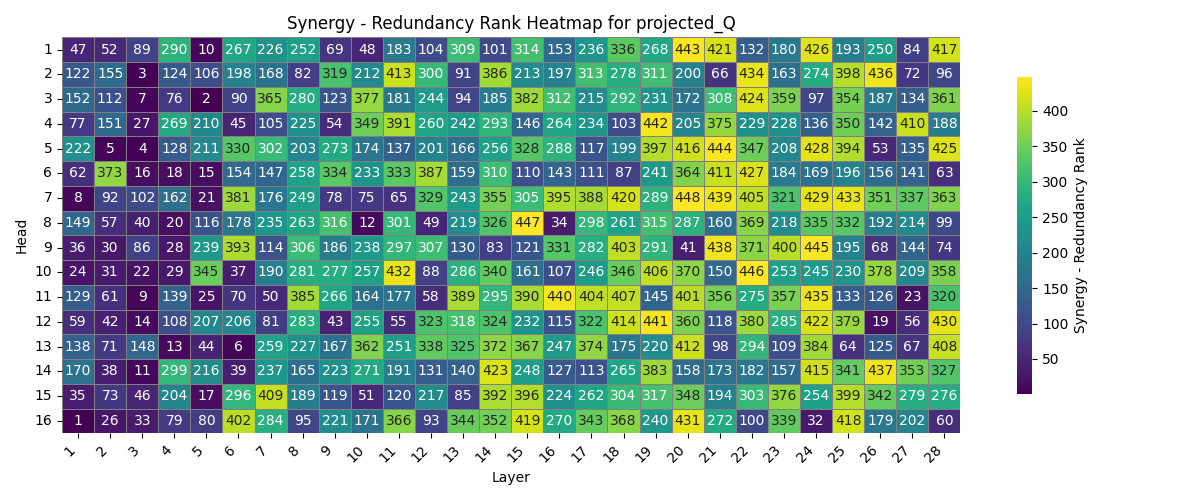 Synergy - Redundancy Rank Heatmap for projected_Q
1 47 52 89 290 10 267 226 252 69 48 183 104 309 101 314 153 236 336 268 443 421 132 180 426 193 250 84 417
2 122 155 3 124 106 198 168 82 319 212 413 300 91 386 213 197 313 278 311 200 66 434 163 274 398 436 72 96
3 152 112 7 76 2 90 365 280 123 377 181 244 94 185 382 312 215 292 231 172 308 424 359 97 354 187 134 361
4 77 151 27 269 210 45 105 225 54 349 391 260 242 293 146 264 234 103 442 205 375 229 228 136 350 142 410 188
5 222 5 4 128 211 330 302 203 273 174 137 201 166 256 328 288 117 199 397 416 444 347 208 428 394 53 135 425
6 62 373 16 18 15 154 147 258 334 233 333 387 159 310 110 143 111 87 241 364 411 427 184 169 196 156 141 63
7 8 92 102 162 21 381 176 249 78 75 65 329 243 355 305 395 388 420 289 448 439 405 321 429 433 351 337 363
8 149 57 40 20 116 178 235 263 316 12 301 49 219 326 447 34 298 261 315 287 160 369 218 335 332 192 214 99
9 36 30 86 28 239 393 114 306 186 238 297 307 130 83 121 331 282 403 291 41 438 371 400 445 195 68 144 74
10 24 31 22 29 345 37 190 281 277 257 432 88 286 340 161 107 246 346 406 370 150 446 253 245 230 378 209 358
11 129 61 9 139 25 70 50 385 266 164 177 58 389 295 390 440 404 407 145 401 356 275 357 435 133 126 23 320
12 59 42 14 108 207 206 81 283 43 255 55 323 318 324 232 115 322 414 441 360 118 380 285 422 379 19 56 430
13 138 71 148 13 44 6 259 227 167 362 251 338 325 372 367 247 374 175 220 412 98 294 109 384 64 125 67 408
14 170 38 11 299 216 39 237 165 223 271 191 131 140 423 248 127 113 265 383 158 173 182 157 415 341 437 353 327
15 35 73 46 204 17 296 409 189 119 51 120 217 85 392 396 224 262 304 317 348 194 303 376 254 399 342 279 276
16 1 26 33 79 80 402 284 95 221 171 366 93 344 352 419 270 343 368 240 431 272 100 339 32 418 179 202 60
1 2 3 4 5 6 7 8 9 10 11 12 13 14 15 16 17 18 19 20 21 22 23 24 25 26 27 28
Layer
Head
400
350
300
250
200
150
100
50
Synergy - Redundancy Rank